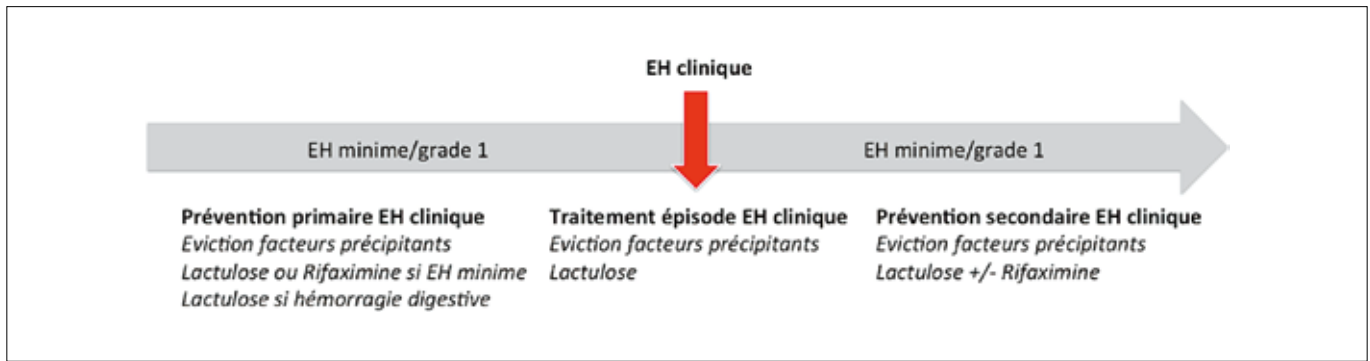 EH clinique
EH minime/grade 1
EH minime/grade 1
Prévention primaire EH clinique
Eviction facteurs précipitants
Lactulose ou Rifaximine si EH minime
Lactulose si hémorragie digestive
Traitement épisode EH clinique
Eviction facteurs précipitants
Lactulose
Prévention secondaire EH clinique
Eviction facteurs précipitants
Lactulose +/- Rifaximine